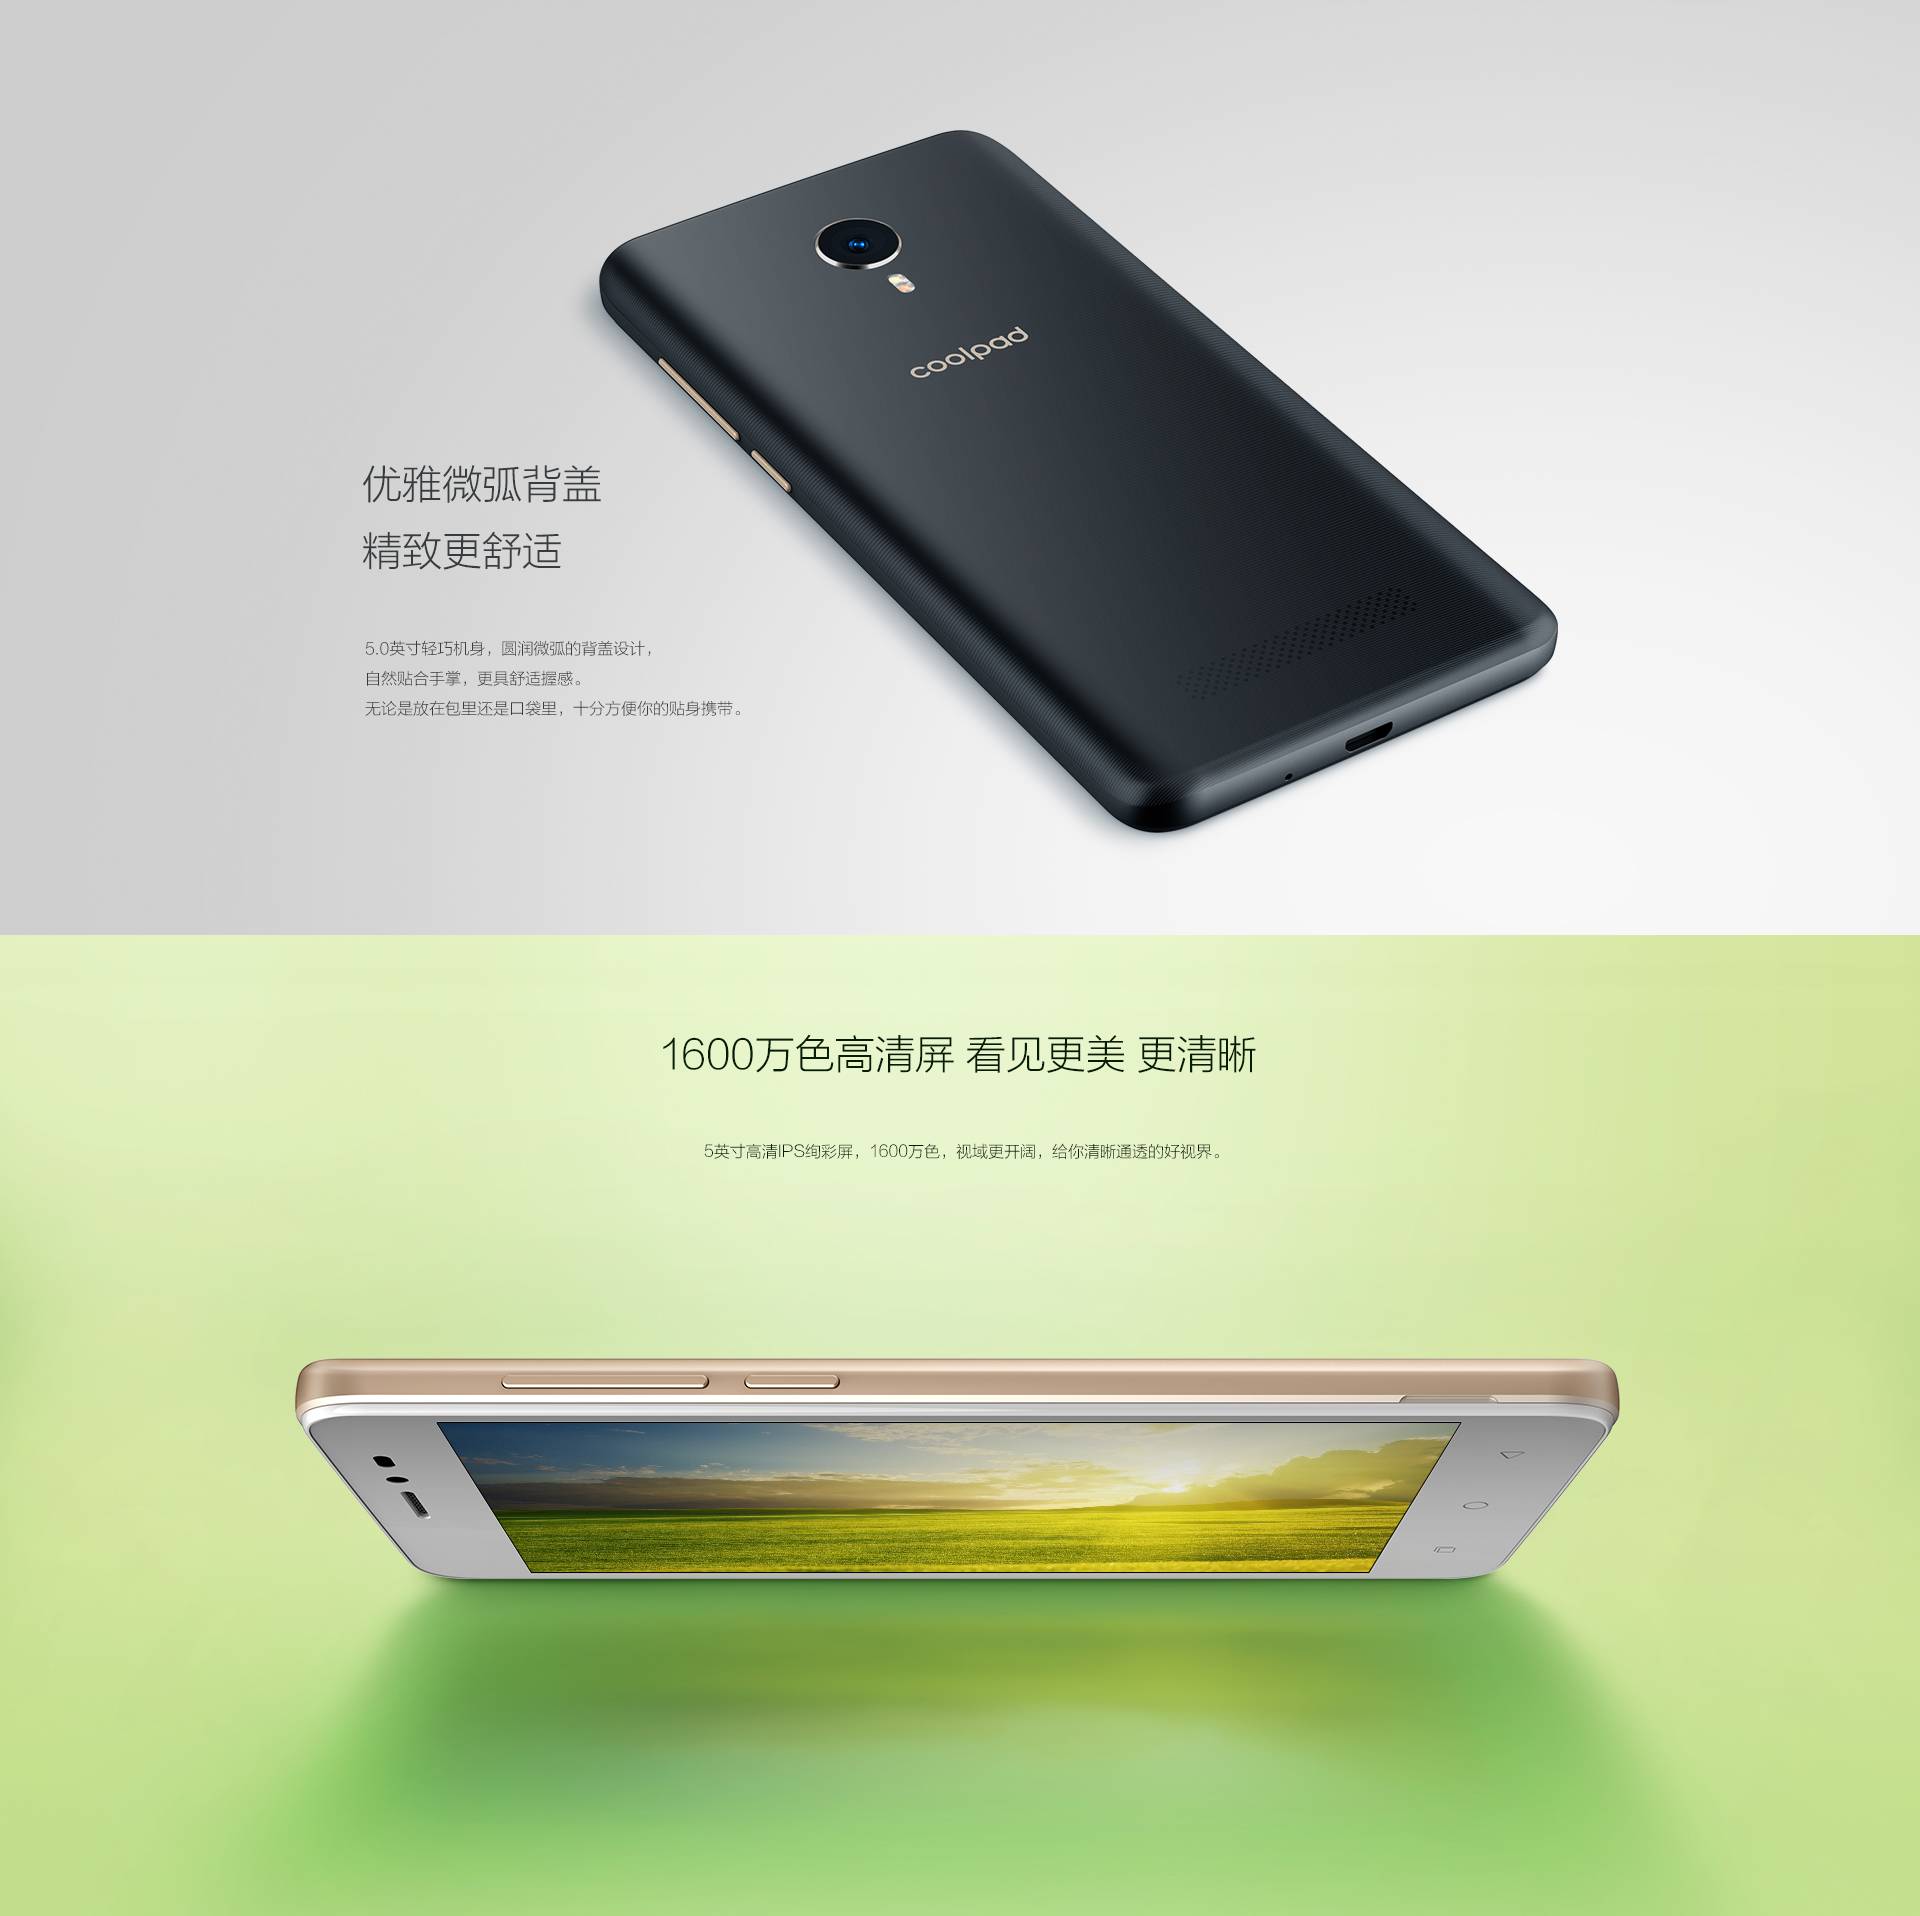 coolpad
优雅微弧背盖
精致更舒适
5.0英寸轻巧机身，圆润微弧的背盖设计，
自然贴合手掌，更具舒适握感。
无论是放在包里还是口袋里，十分方便你的贴身携带。
1600万色高清屏 看见更美 更清晰
5英寸高清IPS绚彩屏，1600万色，视域更开阔，给你清晰通透的好视界。